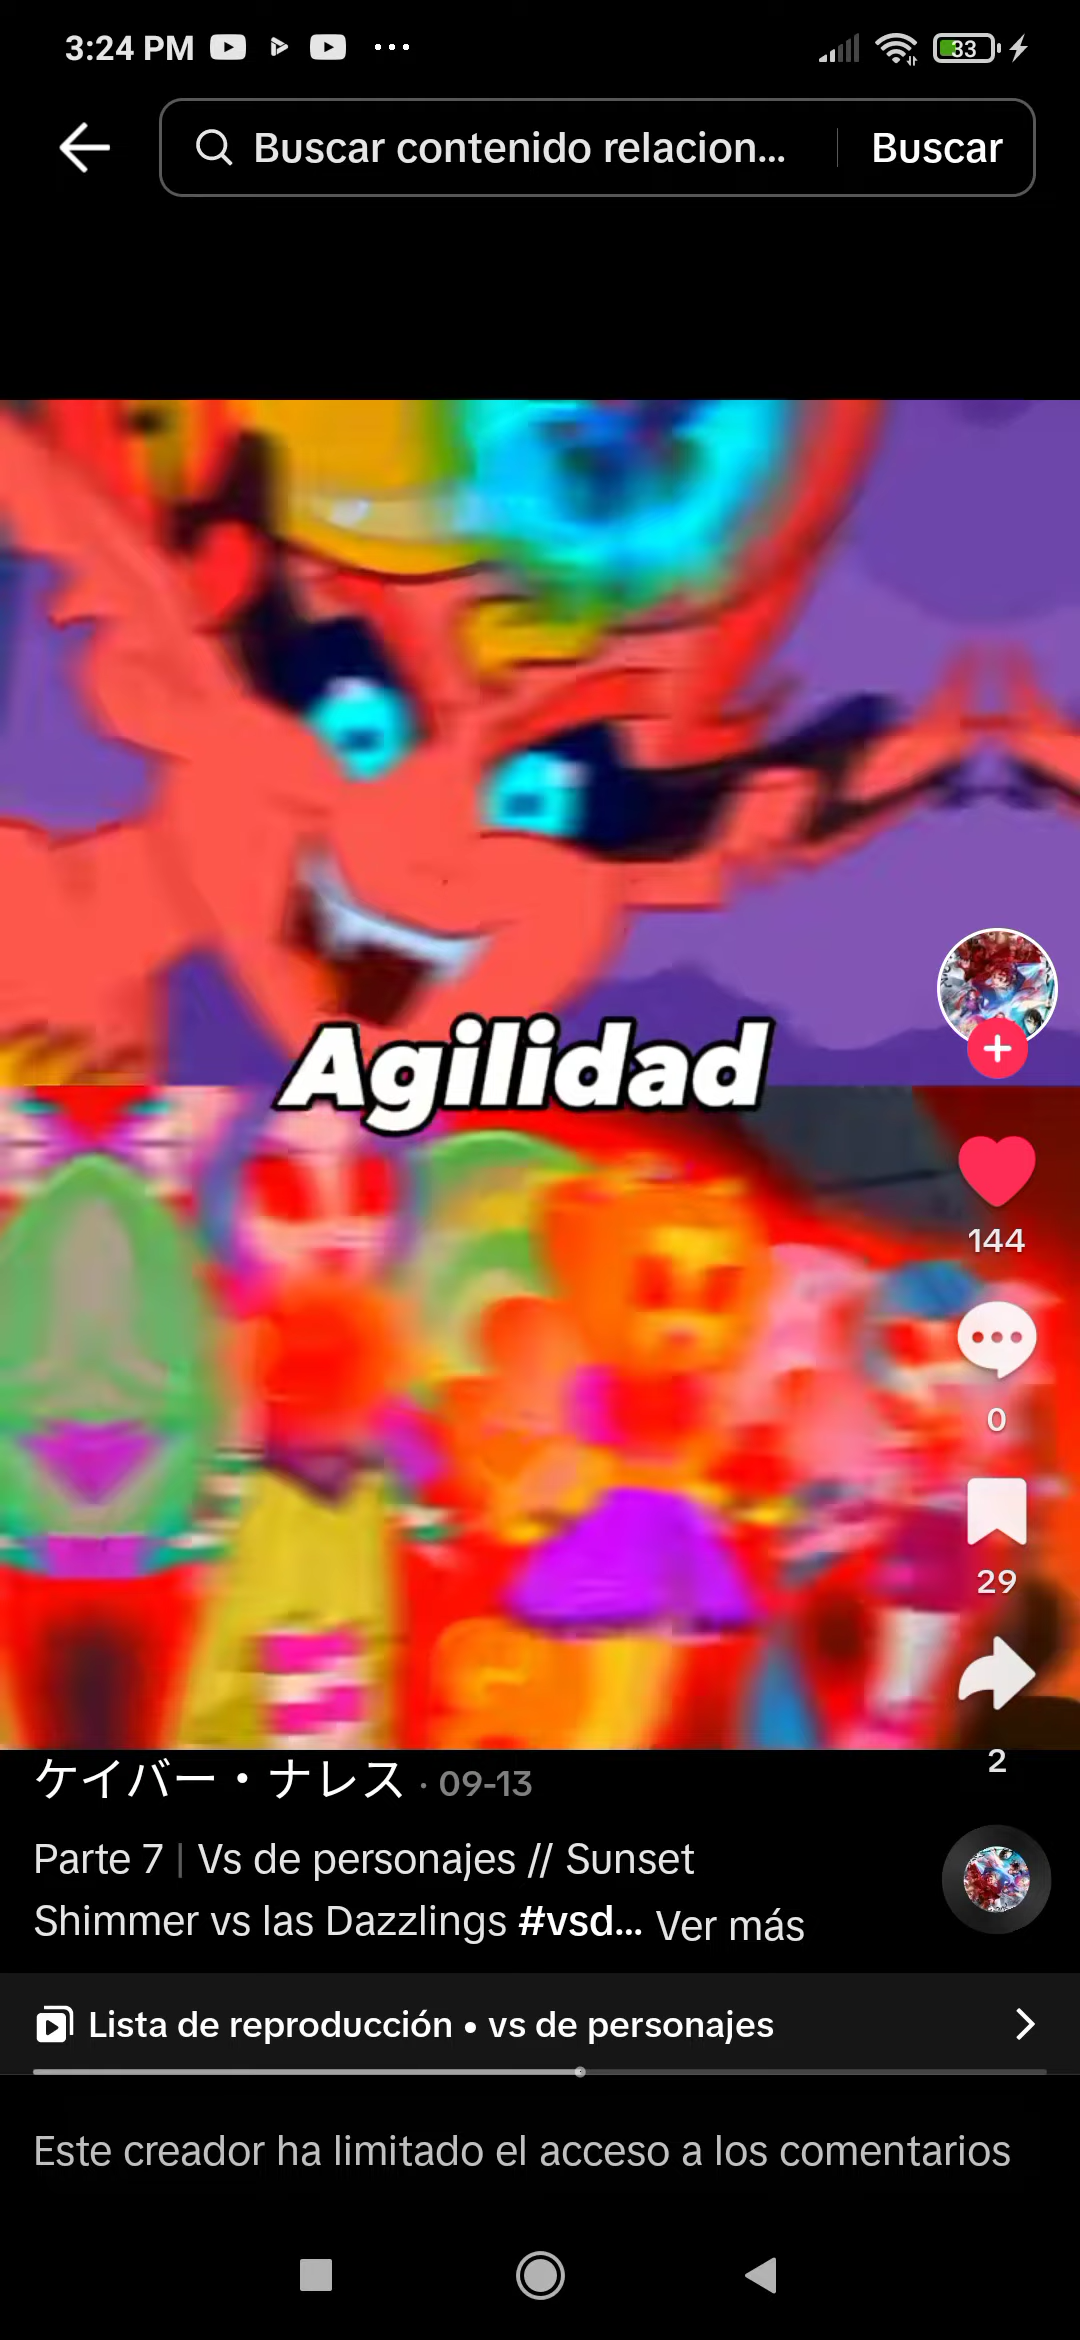 3:24 PM
33
Buscar contenido relacion...
Buscar
Agilidad
144
0
29
2
ケイバー・ナレス · 09-13
Parte 7 | Vs de personajes // Sunset
Shimmer vs las Dazzlings #vsd... Ver más
Lista de reproducción • vs de personajes
Este creador ha limitado el acceso a los comentarios